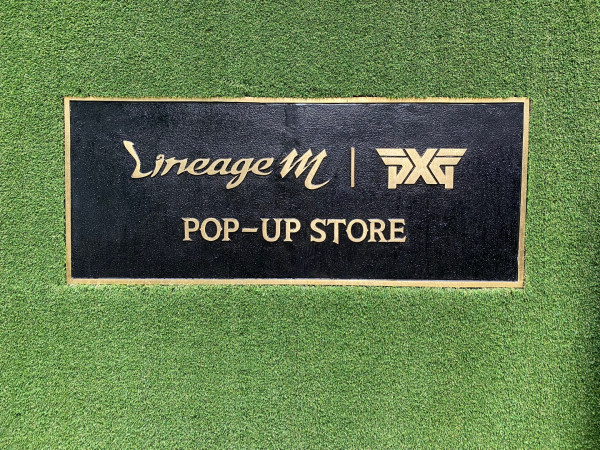 Lineage M | PXG
POP-UP STORE